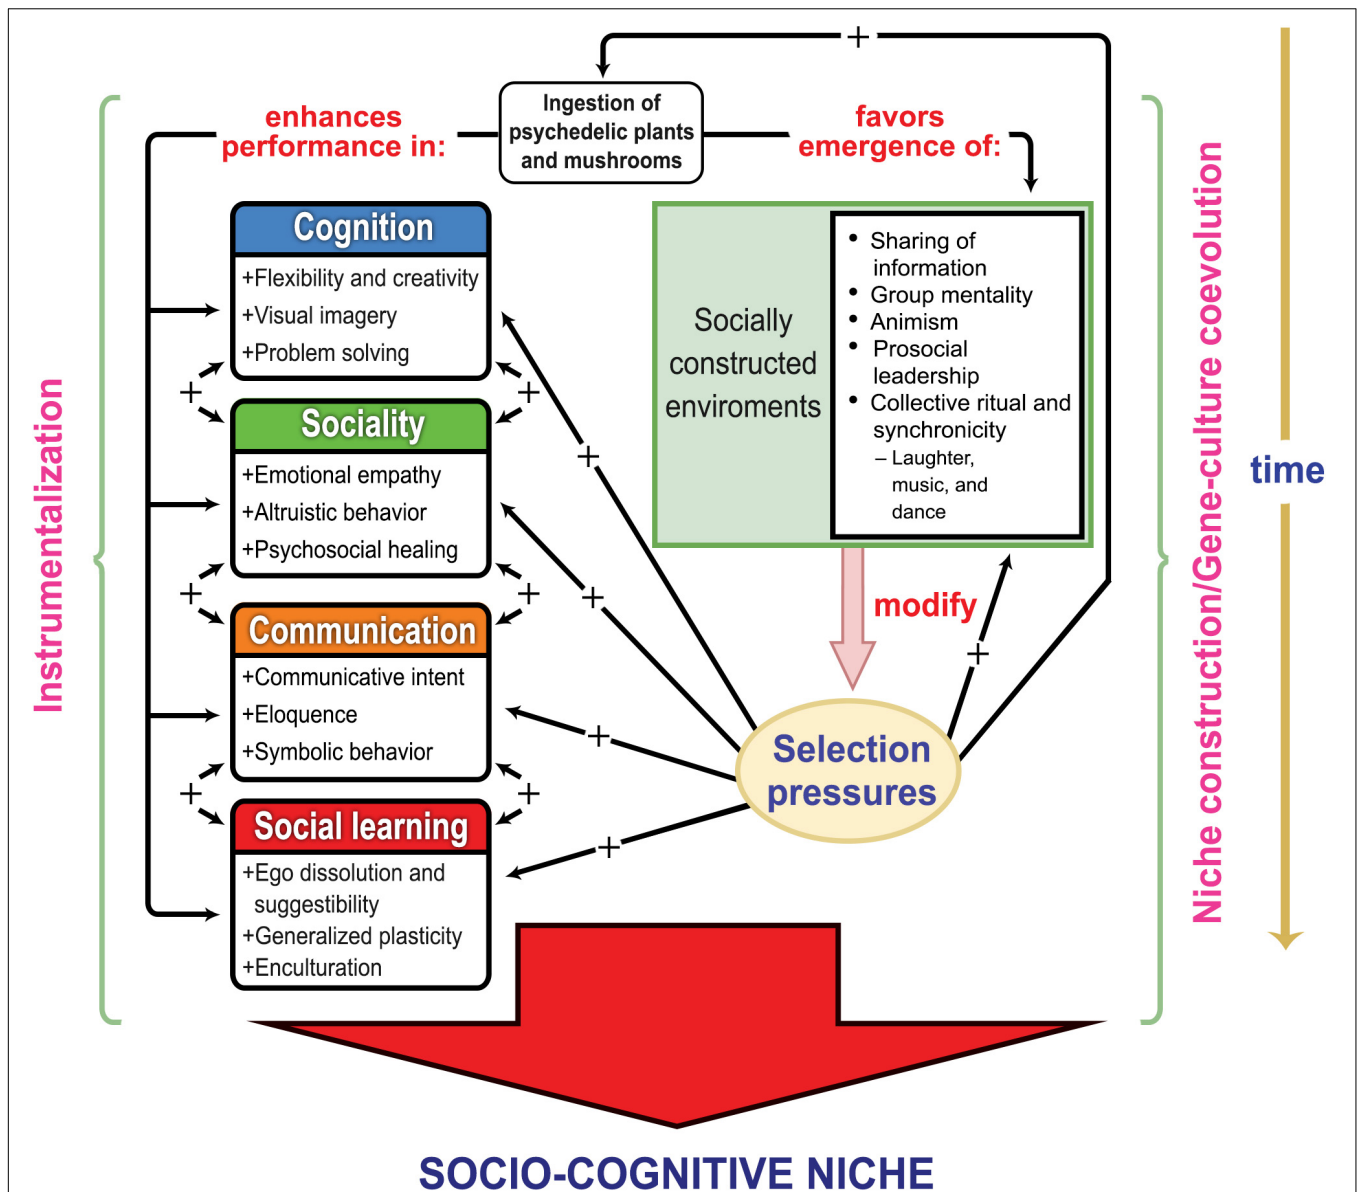 +
Ingestion of
psychedelic plants
and mushrooms
enhances
performance in:
favors
emergence of:
Instrumentalization
Cognition
+Flexibility and creativity
+Visual imagery
+Problem solving
+ +
Sociality
+Emotional empathy
+Altruistic behavior
+Psychosocial healing
+ +
Communication
+Communicative intent
+Eloquence
+Symbolic behavior
+ +
Social learning
+Ego dissolution and
suggestibility
+Generalized plasticity
+Enculturation
+
+
+
+
Socially
constructed
enviroments
• Sharing of
information
• Group mentality
• Animism
• Prosocial
leadership
• Collective ritual and
synchronicity
– Laughter,
music, and
dance
modify
+
Selection
pressures
Niche construction/Gene-culture coevolution
time
SOCIO-COGNITIVE NICHE